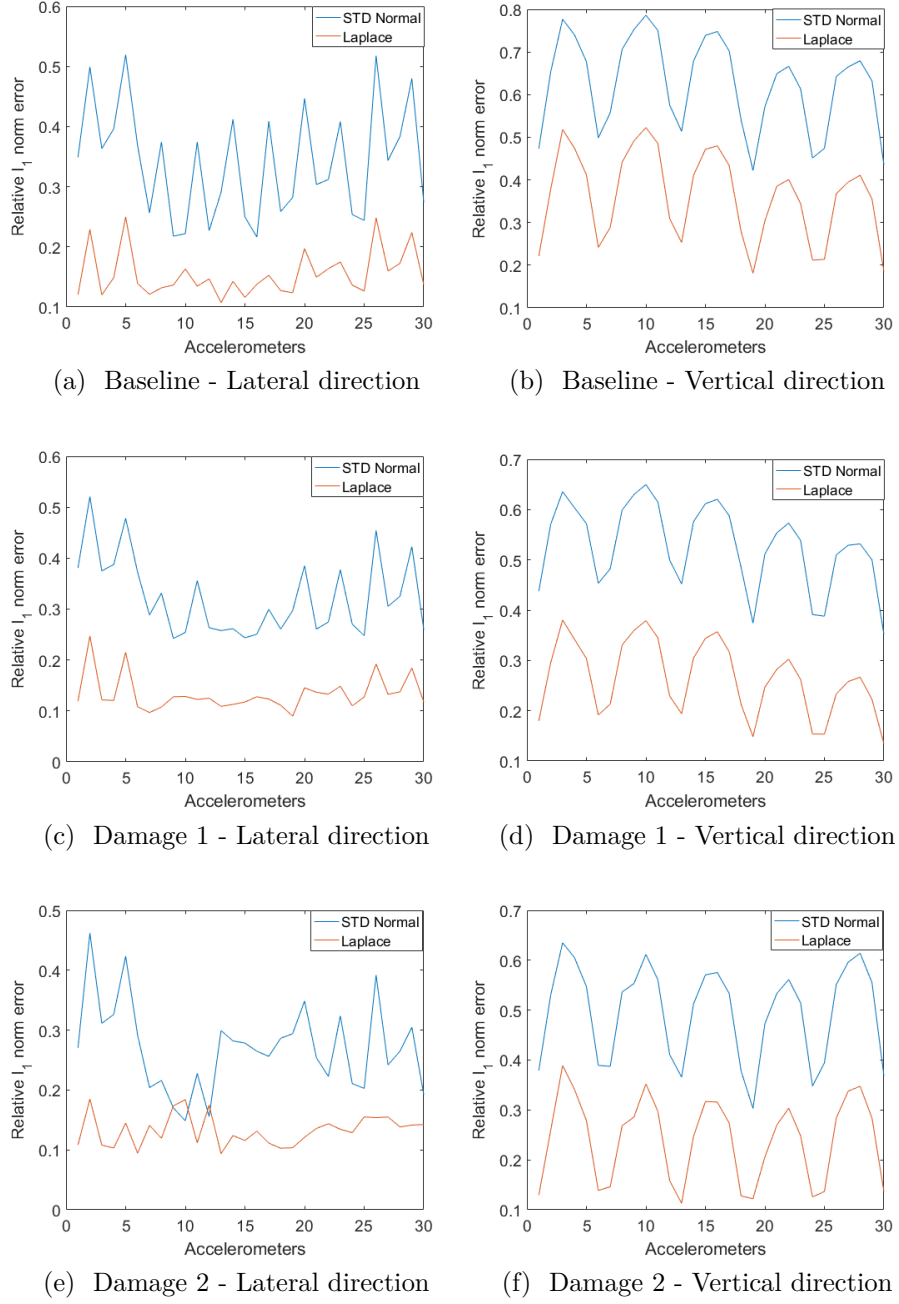 STD Normal
Laplace
Relative l1 norm error
0.6
0.5
0.4
0.3
0.2
0.1
0 5 10 15 20 25 30
Accelerometers
(a) Baseline - Lateral direction
STD Normal
Laplace
Relative l1 norm error
0.8
0.7
0.6
0.5
0.4
0.3
0.2
0.1
0 5 10 15 20 25 30
Accelerometers
(b) Baseline - Vertical direction
STD Normal
Laplace
Relative l1 norm error
0.6
0.5
0.4
0.3
0.2
0.1
0
0 5 10 15 20 25 30
Accelerometers
(c) Damage 1 - Lateral direction
STD Normal
Laplace
Relative l1 norm error
0.7
0.6
0.5
0.4
0.3
0.2
0.1
0 5 10 15 20 25 30
Accelerometers
(d) Damage 1 - Vertical direction
STD Normal
Laplace
Relative l1 norm error
0.5
0.4
0.3
0.2
0.1
0
0 5 10 15 20 25 30
Accelerometers
(e) Damage 2 - Lateral direction
STD Normal
Laplace
Relative l1 norm error
0.7
0.6
0.5
0.4
0.3
0.2
0.1
0 5 10 15 20 25 30
Accelerometers
(f) Damage 2 - Vertical direction